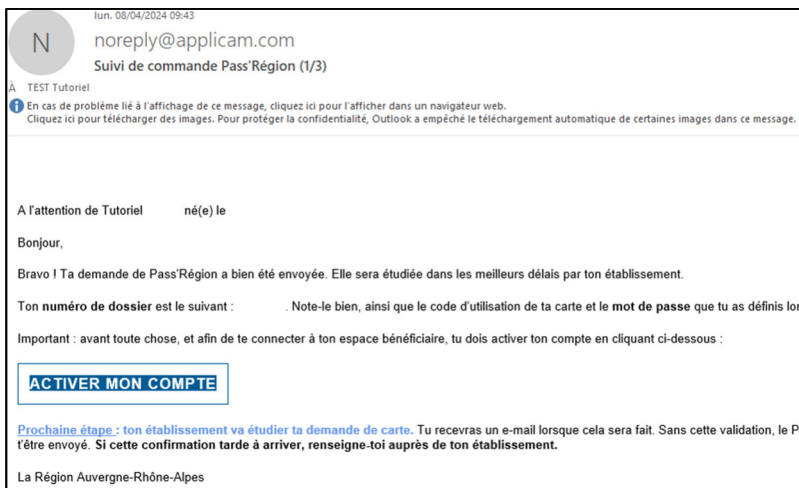 lun. 08/04/2024 09:43
N
noreply@applicam.com
Suivi de commande Pass'Région (1/3)
À TEST Tutoriel
En cas de problème lié à l'affichage de ce message, cliquez ici pour l'afficher dans un navigateur web.
Cliquez ici pour télécharger des images. Pour protéger la confidentialité, Outlook a empêché le téléchargement automatique de certaines images dans ce message.
A l'attention de Tutoriel né(e) le
Bonjour,
Bravo ! Ta demande de Pass'Région a bien été envoyée. Elle sera étudiée dans les meilleurs délais par ton établissement.
Ton numéro de dossier est le suivant : . Note-le bien, ainsi que le code d'utilisation de ta carte et le mot de passe que tu as définis lor
Important : avant toute chose, et afin de te connecter à ton espace bénéficiaire, tu dois activer ton compte en cliquant ci-dessous :
ACTIVER MON COMPTE
Prochaine étape : ton établissement va étudier ta demande de carte. Tu recevras un e-mail lorsque cela sera fait. Sans cette validation, le P
t'être envoyé. Si cette confirmation tarde à arriver, renseigne-toi auprès de ton établissement.
La Région Auvergne-Rhône-Alpes